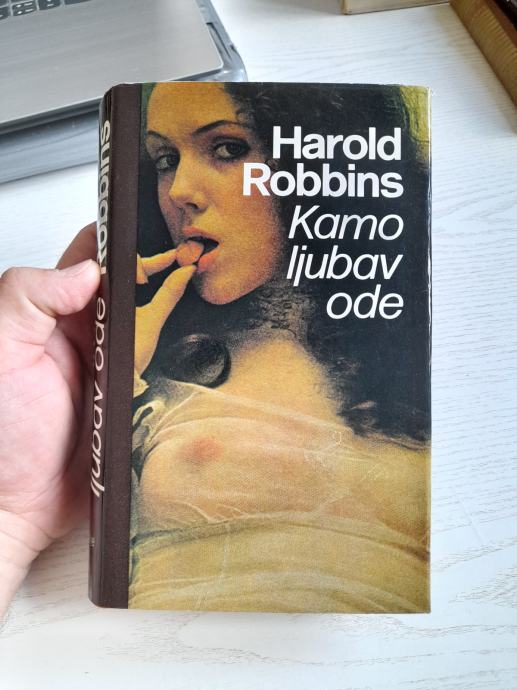 Harold
Robbins
Kamo
ljubav
ode
ljubav ode Robbins